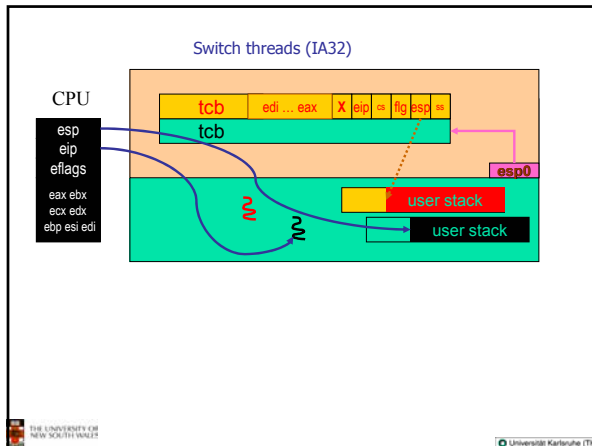 Switch threads (IA32)
CPU
esp
eip
eflags
eax ebx
ecx edx
ebp esi edi
tcb edi ... eax X eip cs flg esp ss
tcb
esp0
user stack
user stack
THE UNIVERSITY OF
NEW SOUTH WALES
Universität Karlsruhe (TH